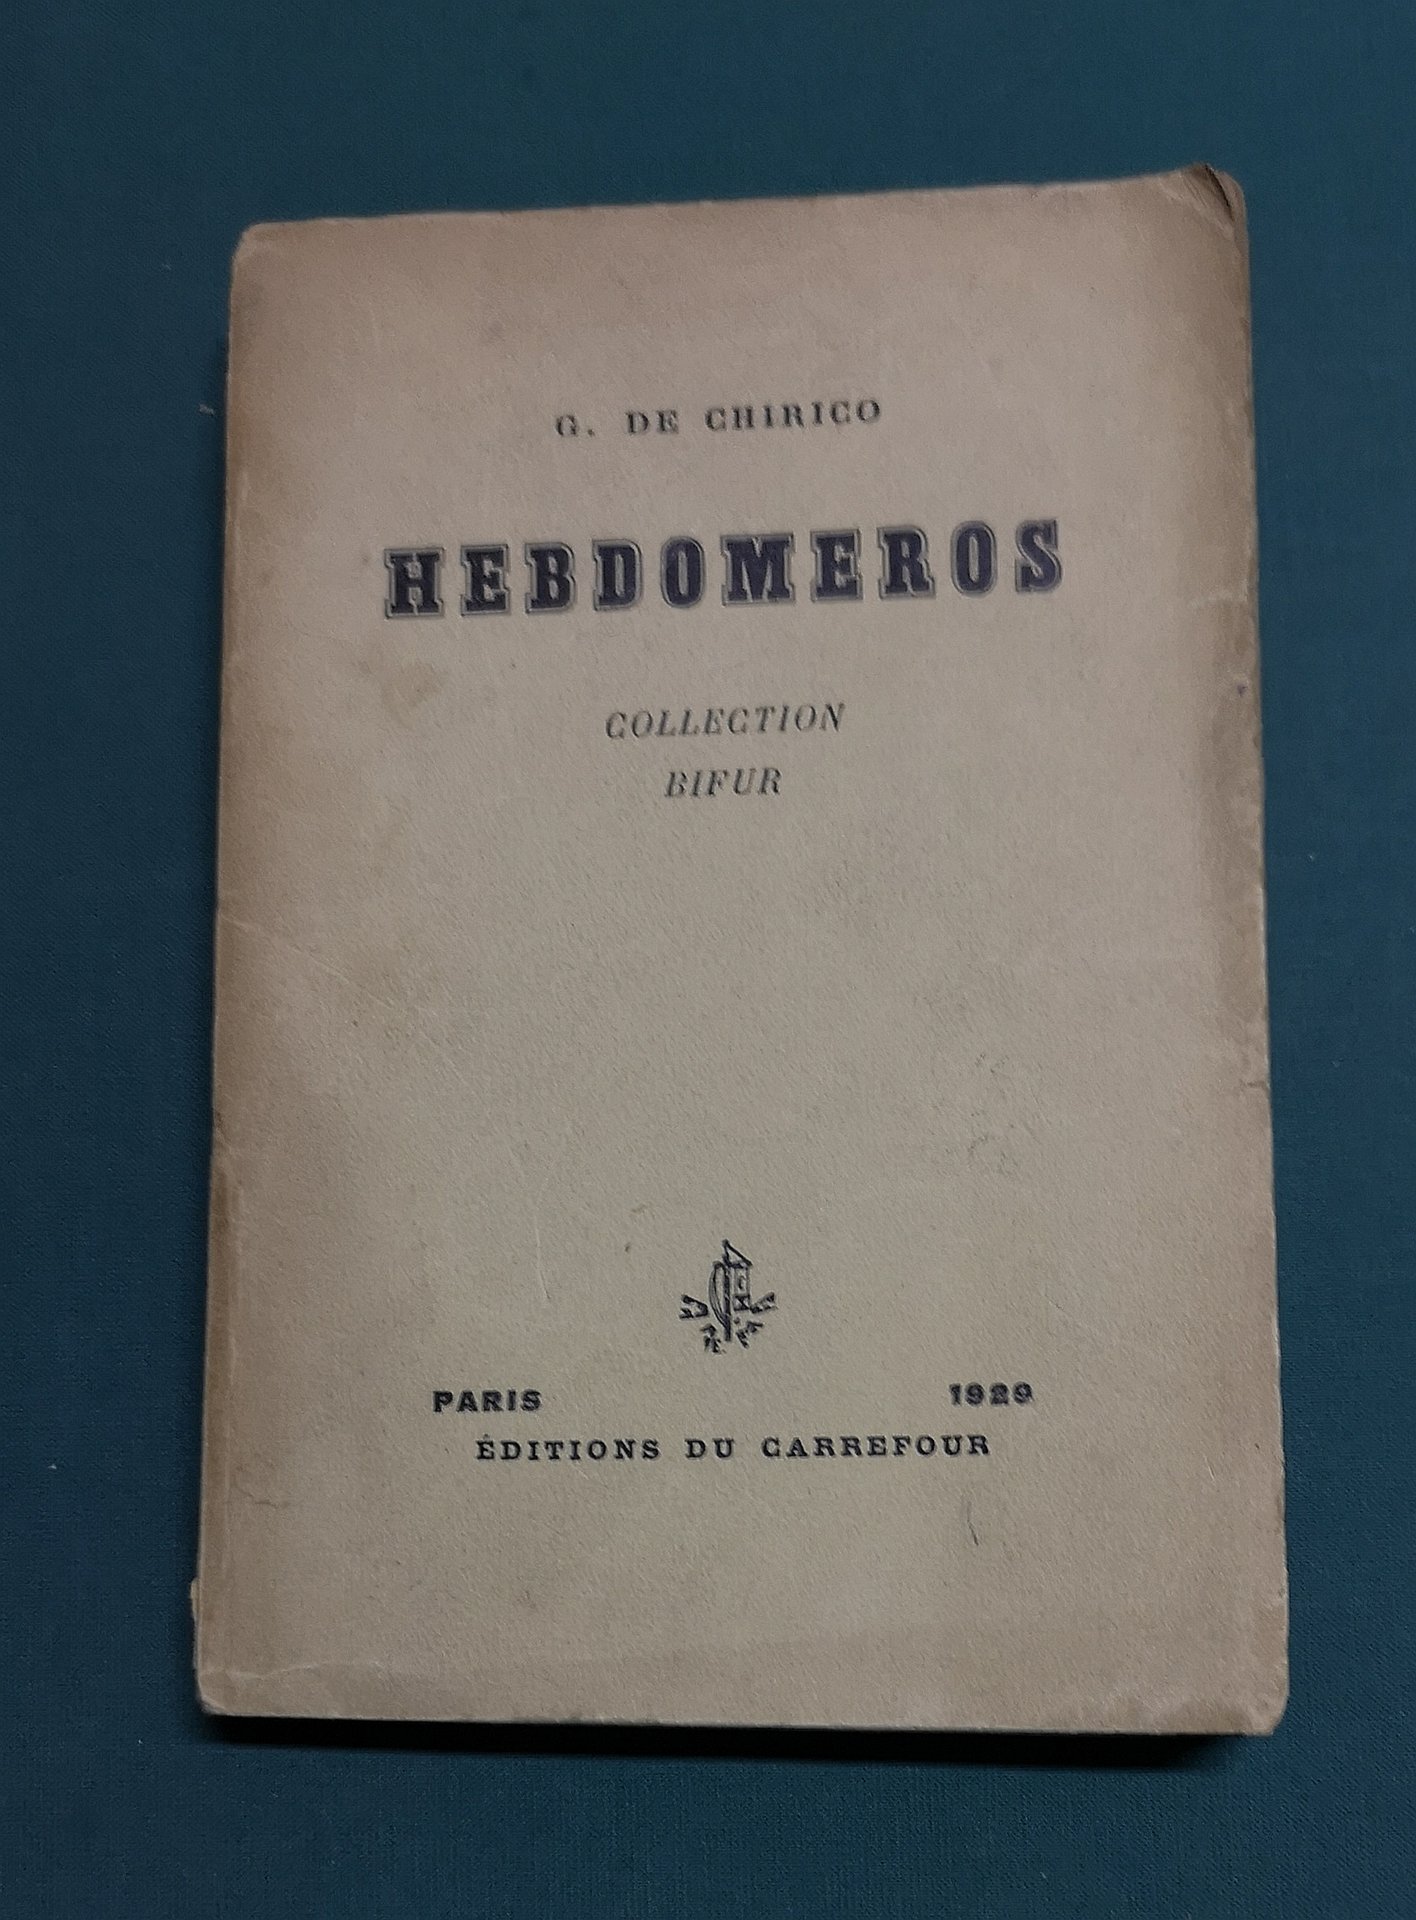 G. DE CHIRICO
HEBDOMEROS
COLLECTION
BIFUR
PARIS 1929
ÉDITIONS DU CARREFOUR